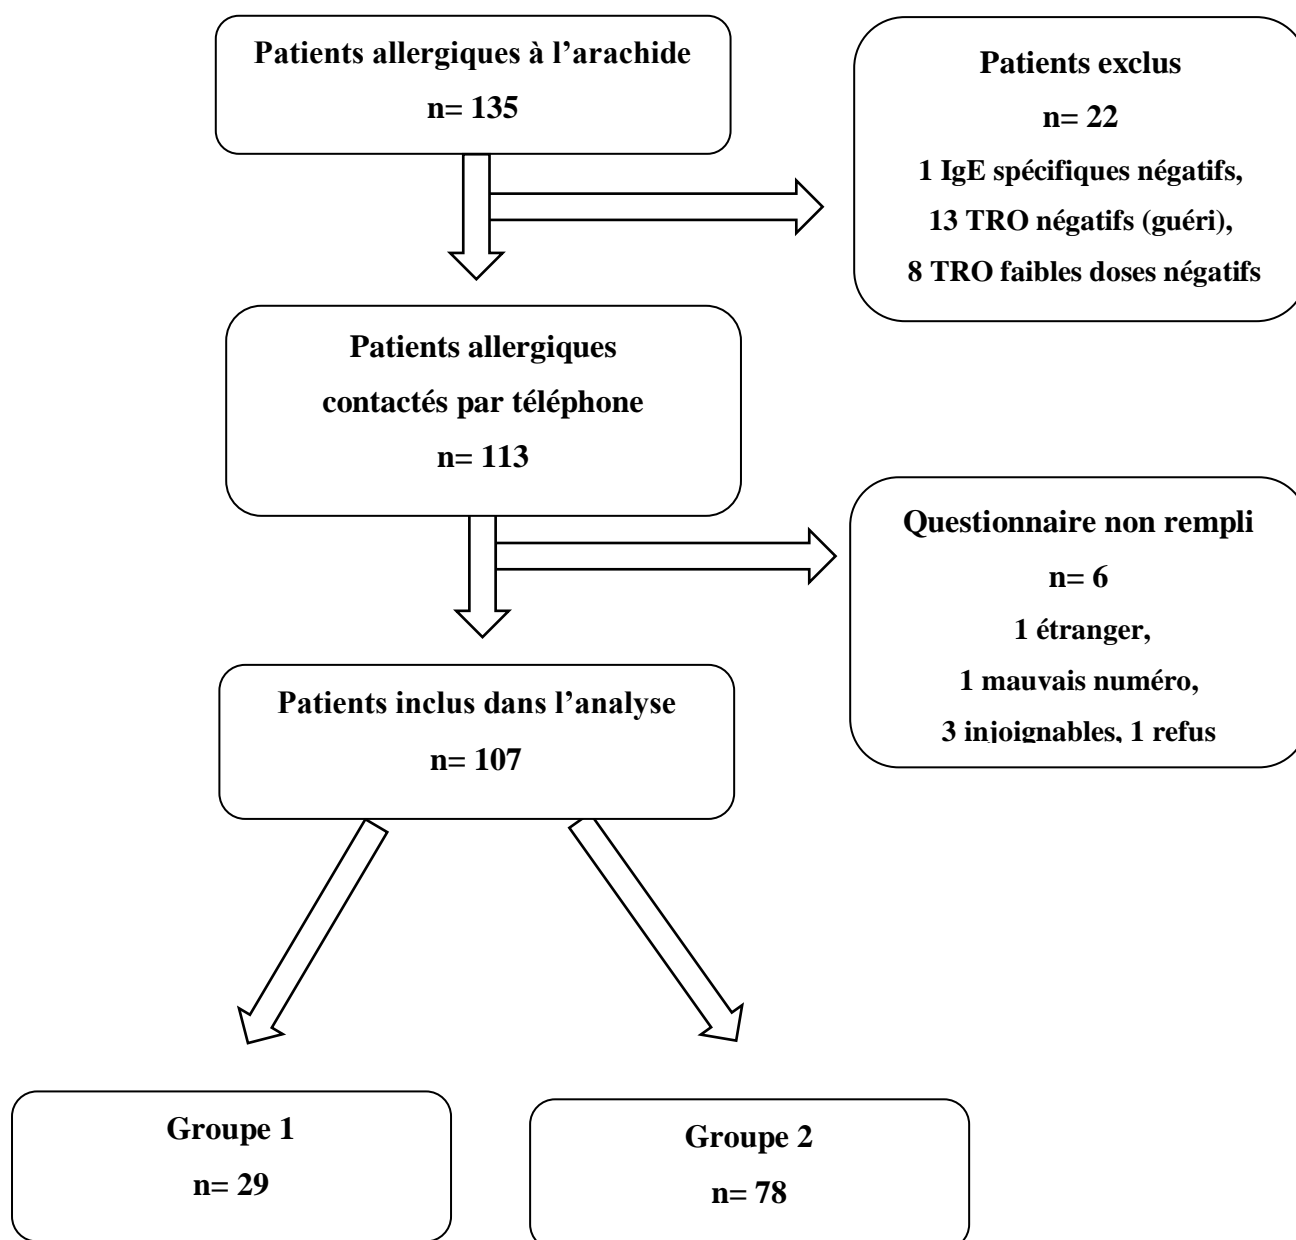 Patients allergiques à l’arachide
n= 135
Patients exclus
n= 22
1 IgE spécifiques négatifs,
13 TRO négatifs (guéri),
8 TRO faibles doses négatifs
Patients allergiques
contactés par téléphone
n= 113
Questionnaire non rempli
n= 6
1 étranger,
1 mauvais numéro,
3 injoignables, 1 refus
Patients inclus dans l’analyse
n= 107
Groupe 1
n= 29
Groupe 2
n= 78